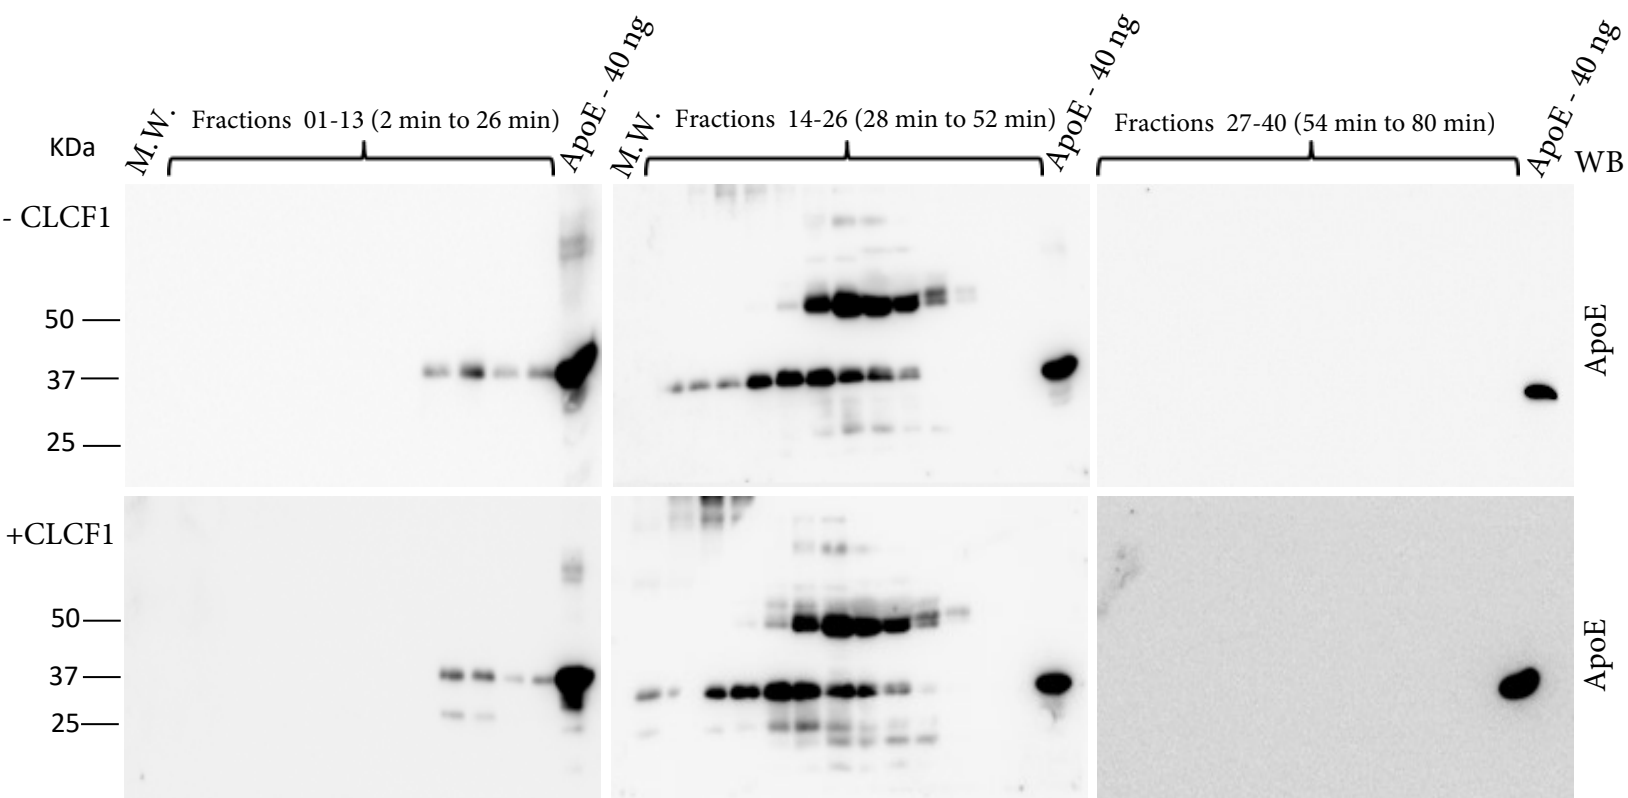 KDa
M.W.
Fractions 01-13 (2 min to 26 min)
ApoE - 40 ng
M.W.
Fractions 14-26 (28 min to 52 min)
ApoE - 40 ng
Fractions 27-40 (54 min to 80 min)
ApoE - 40 ng
WB
- CLCF1
50
37
25
ApoE
+CLCF1
50
37
25
ApoE